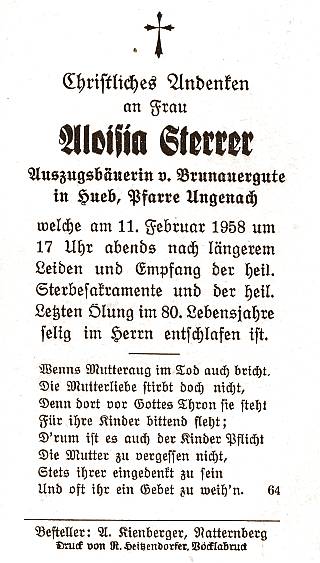 Christliches Andenken
an Frau
Aloisia Sterrer
Auszugsbäuerin v. Brunauergute
in Hueb, Pfarre Ungenach
welche am 11. Februar 1958 um
17 Uhr abends nach längerem
Leiden und Empfang der heil.
Sterbesakramente und der heil.
Letzten Ölung im 80. Lebensjahre
selig im Herrn entschlafen ist.
Wenns Mutteraug im Tod auch bricht.
Die Mutterliebe stirbt doch nicht,
Denn dort vor Gottes Thron sie steht
Für ihre Kinder bittend fleht;
D'rum ist es auch der Kinder Pflicht
Die Mutter zu vergessen nicht,
Stets ihrer eingedenkt zu sein
Und oft ihr ein Gebet zu weih'n. 64
Besteller: A. Kienberger, Natternberg
Druck von R. Heitzendorfer, Vöcklabruck